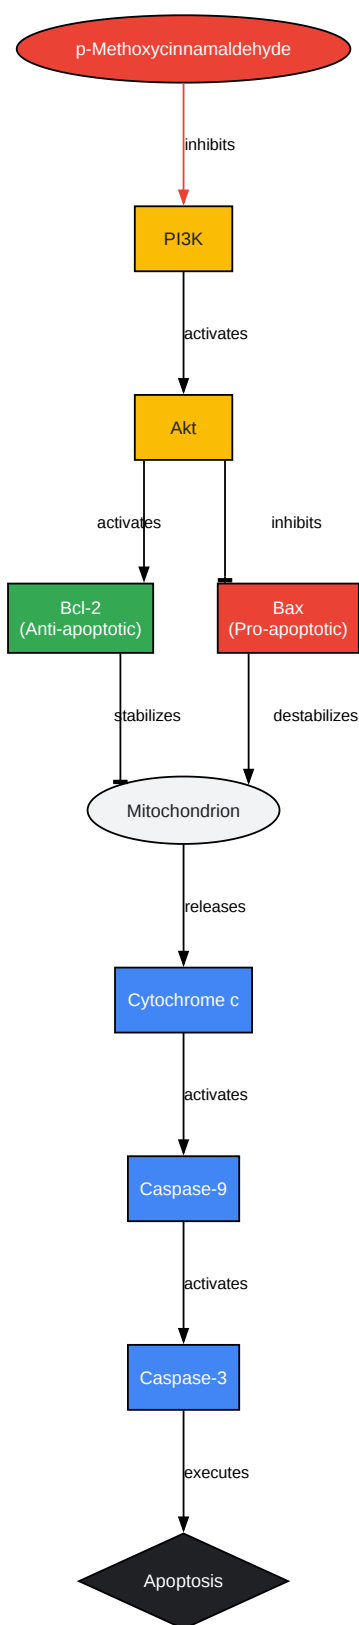 p-Methoxycinnamaldehyde
inhibits
PI3K
activates
Akt
activates
inhibits
Bcl-2
(Anti-apoptotic)
Bax
(Pro-apoptotic)
stabilizes
destabilizes
Mitochondrion
releases
Cytochrome c
activates
Caspase-9
activates
Caspase-3
executes
Apoptosis